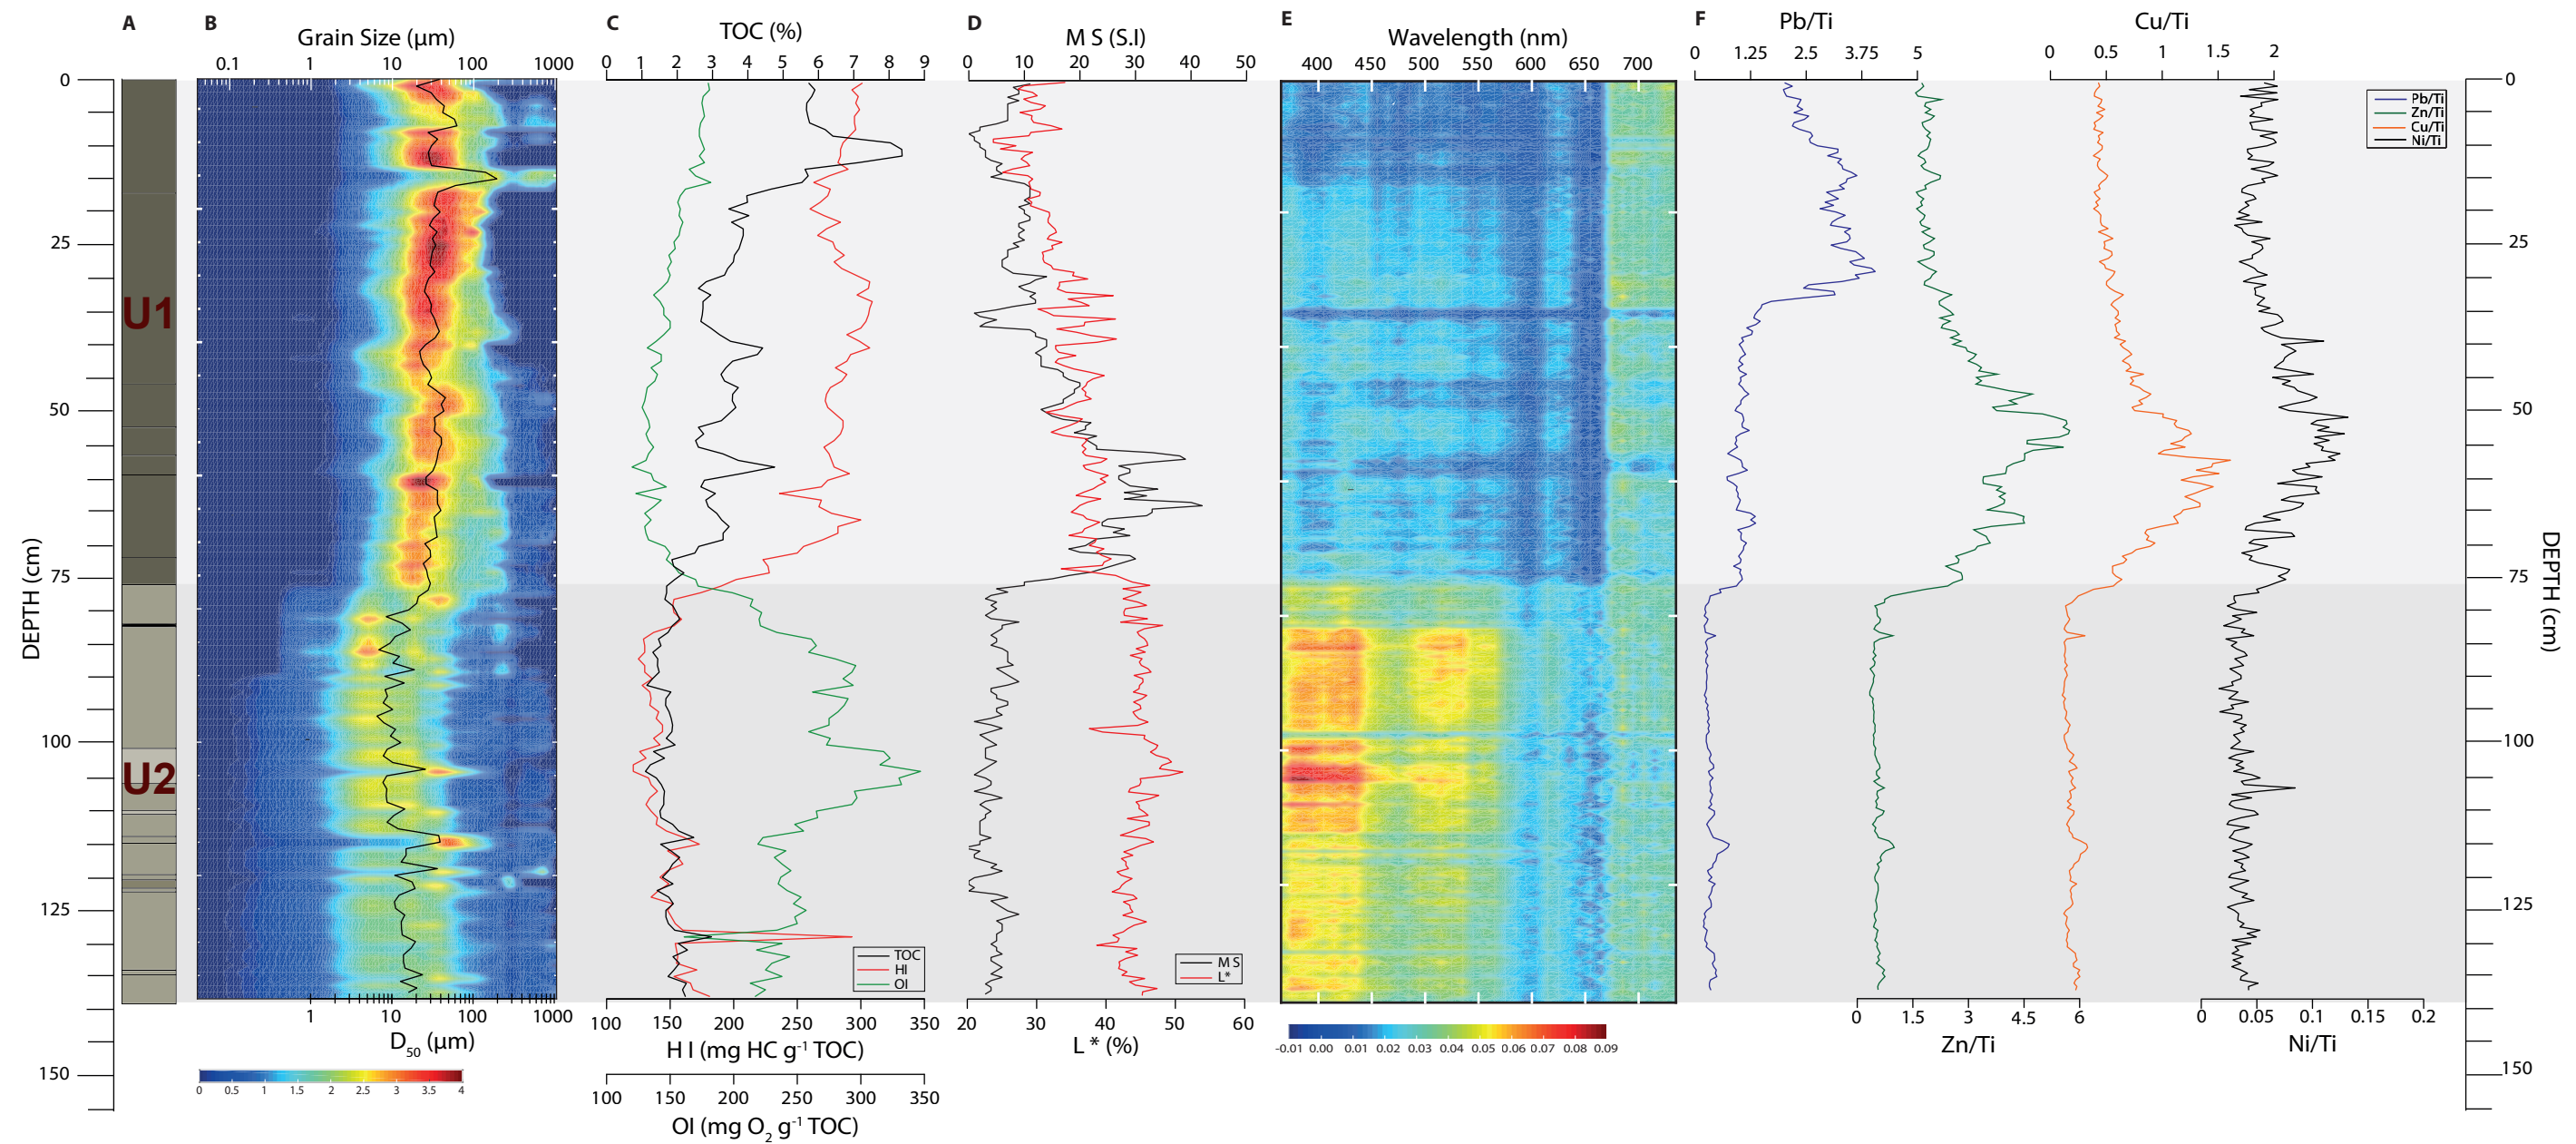 A
B
Grain Size (µm)
0.1 1 10 100 1000
C
TOC (%)
0 1 2 3 4 5 6 7 8 9
D
M S (S.I)
0 10 20 30 40 50
E
Wavelength (nm)
400 450 500 550 600 650 700
F
Pb/Ti
0 1.25 2.5 3.75 5
Cu/Ti
0 0.5 1 1.5 2
DEPTH (cm)
0
25
50
75
100
125
150
U1
U2
TOC
HI
OI
M S
L*
Pb/Ti
Zn/Ti
Cu/Ti
Ni/Ti
0
25
50
75
100
125
150
DEPTH (cm)
1 10 100 1000
D50 (µm)
0 0.5 1 1.5 2 2.5 3 3.5 4
100 150 200 250 300 350
H I (mg HC g-1 TOC)
100 150 200 250 300 350
OI (mg O2 g-1 TOC)
20 30 40 50 60
L * (%)
-0.01 0.00 0.01 0.02 0.03 0.04 0.05 0.06 0.07 0.08 0.09
0 1.5 3 4.5 6
Zn/Ti
0 0.05 0.1 0.15 0.2
Ni/Ti